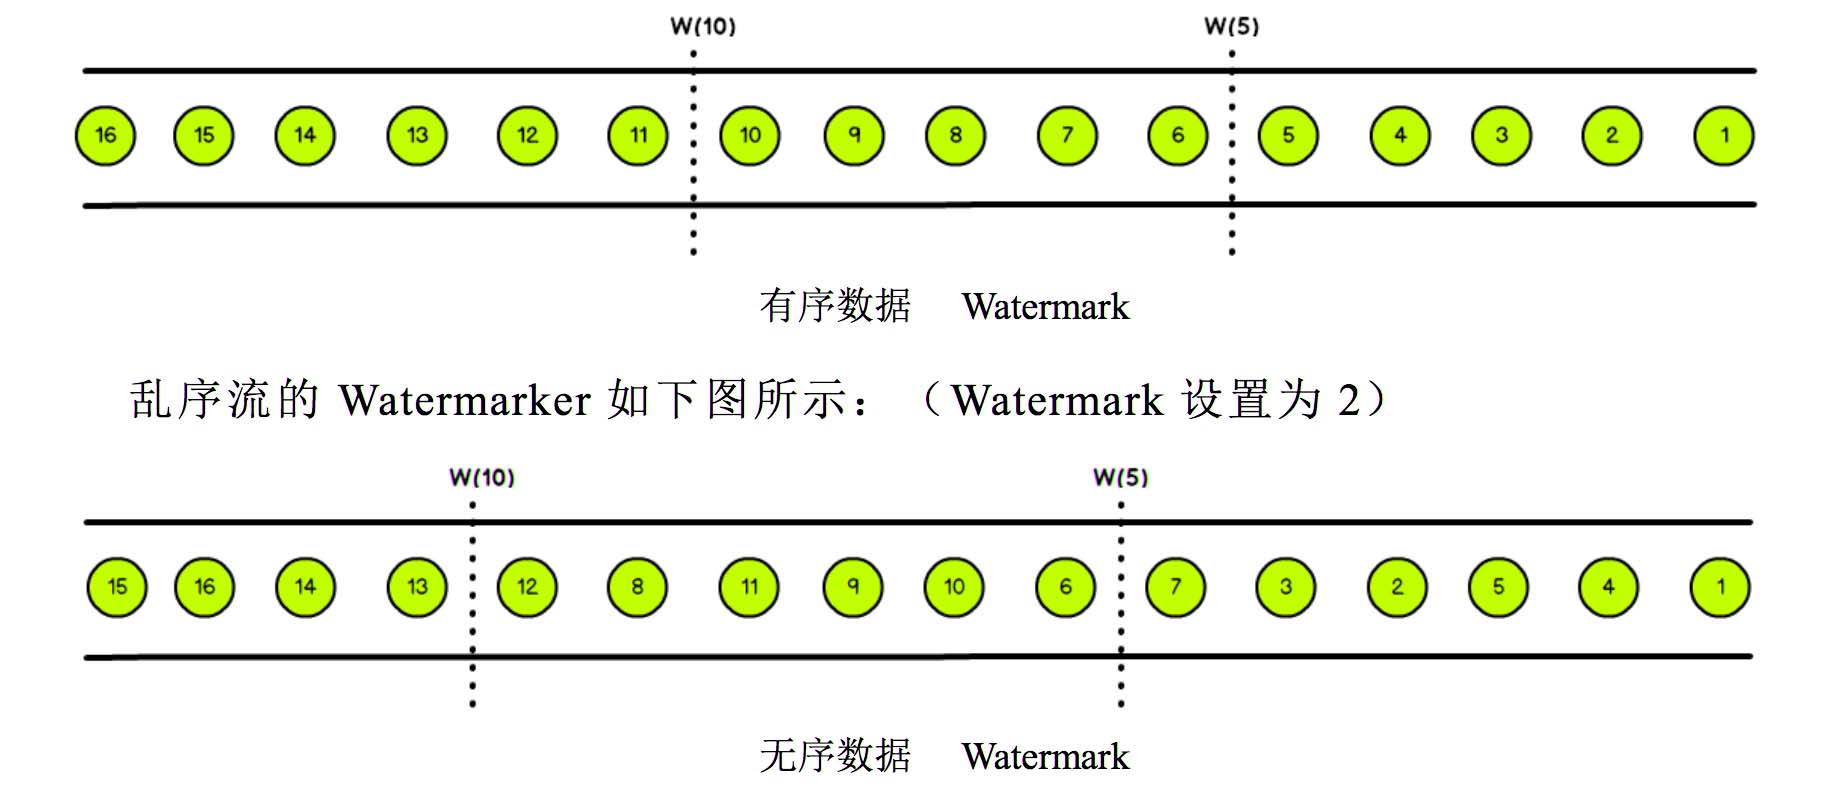 W(10) W(5)
16 15 14 13 12 11 10 9 8 7 6 5 4 3 2 1
有序数据 Watermark
乱序流的 Watermarker 如下图所示：（Watermark 设置为 2）
W(10) W(5)
15 16 14 13 12 8 11 9 10 6 7 3 2 5 4 1
无序数据 Watermark